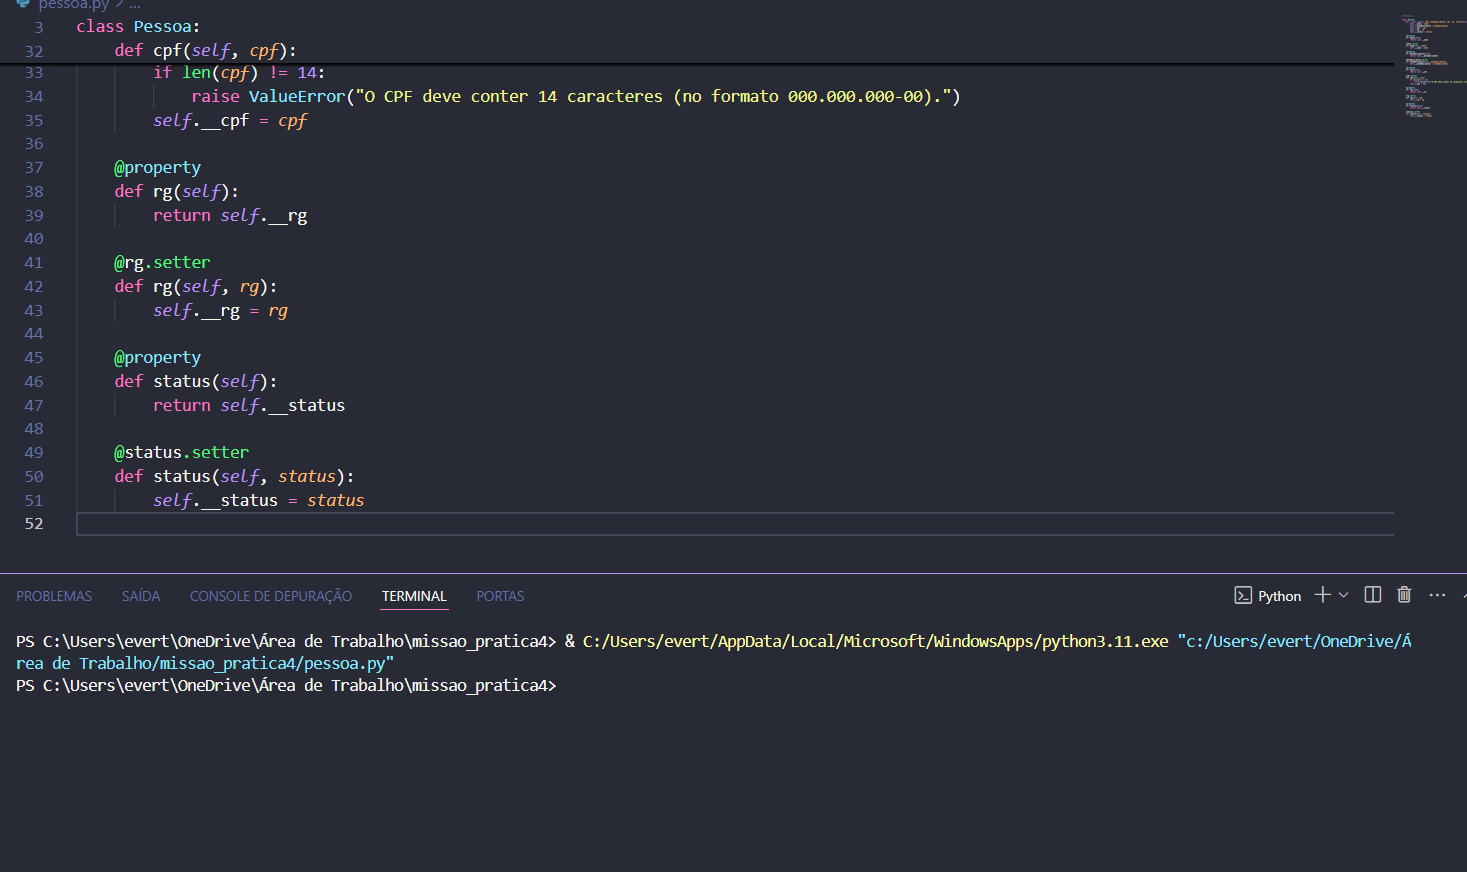 pessoa.py > ...
3 class Pessoa:
32 def cpf(self, cpf):
33 if len(cpf) != 14:
34 raise ValueError("O CPF deve conter 14 caracteres (no formato 000.000.000-00).")
35 self.__cpf = cpf
36
37 @property
38 def rg(self):
39 return self.__rg
40
41 @rg.setter
42 def rg(self, rg):
43 self.__rg = rg
44
45 @property
46 def status(self):
47 return self.__status
48
49 @status.setter
50 def status(self, status):
51 self.__status = status
52
PROBLEMAS SAÍDA CONSOLE DE DEPURAÇÃO TERMINAL PORTAS Python
PS C:\Users\evert\OneDrive\Área de Trabalho\missao_pratica4> & C:/Users/evert/AppData/Local/Microsoft/WindowsApps/python3.11.exe "c:/Users/evert/OneDrive/Á
rea de Trabalho/missao_pratica4/pessoa.py"
PS C:\Users\evert\OneDrive\Área de Trabalho\missao_pratica4>